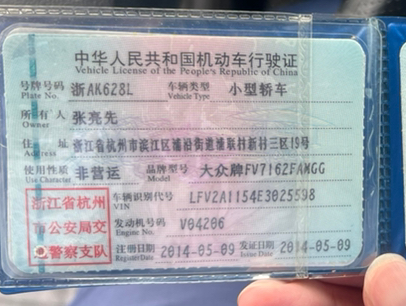 中华人民共和国机动车行驶证
Vehicle License of the People's Republic of China
号牌号码 浙AK628L 车辆类型 小型轿车
Plate No. Vehicle Type
所有人 张亮先
Owner
住址 浙江省杭州市滨江区浦沿街道浦联村新村三区19号
Address
使用性质 非营运 品牌型号 大众牌FV7162FAMGG
Use Character Model
浙江省杭州市公安局交警察支队
车辆识别代号 LFV2A1154E3025598
VIN
发动机号码 V04206
Engine No.
注册日期 2014-05-09 发证日期 2014-05-09
Register Date Issue Date